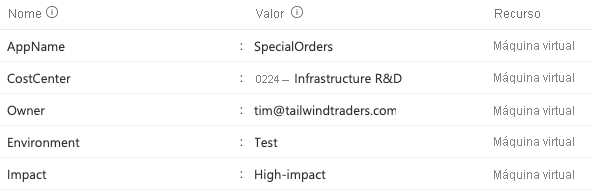 Nome Valor Recurso
AppName : SpecialOrders Máquina virtual
CostCenter : 0224 – Infrastructure R&D Máquina virtual
Owner : tim@tailwindtraders.com Máquina virtual
Environment : Test Máquina virtual
Impact : High-impact Máquina virtual